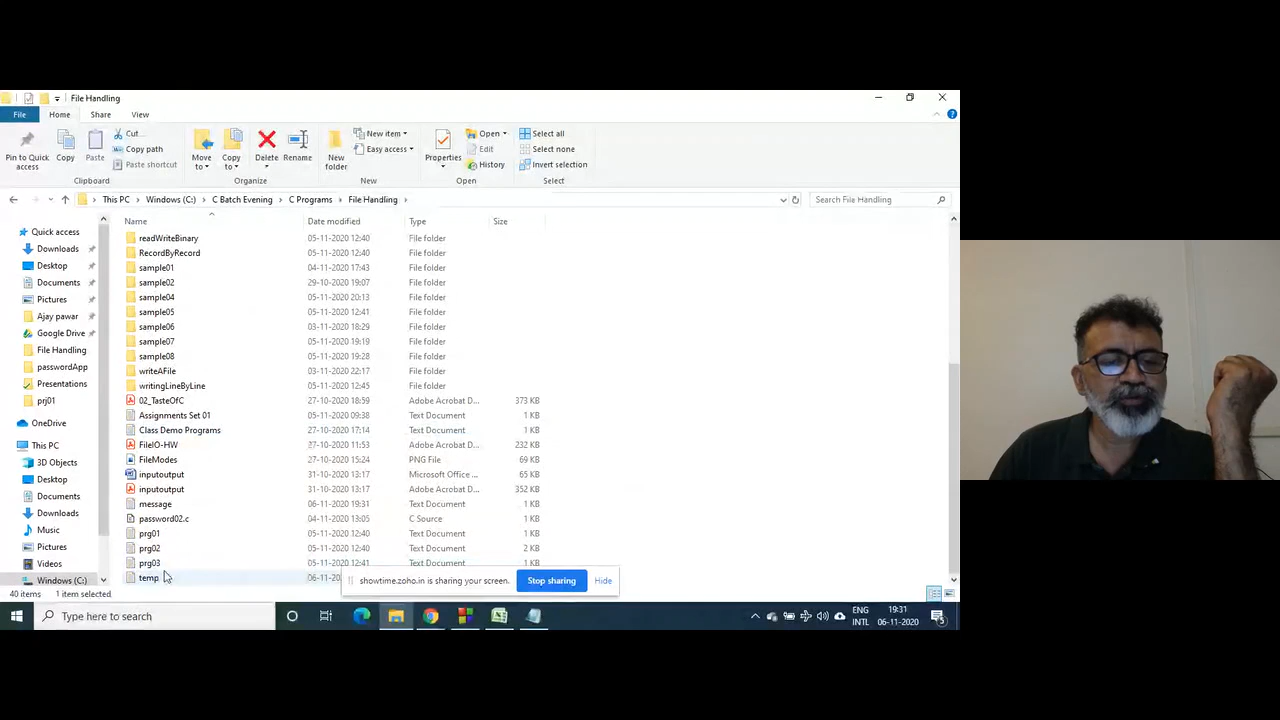 File Handling
File Home Share View
Pin to Quick access
Copy
Paste
Cut
Copy path
Paste shortcut
Clipboard
Move to
Copy to
Delete
Rename
Organize
New folder
New item
Easy access
New
Properties
Open
Edit
History
Open
Select all
Select none
Invert selection
Select
This PC Windows (C:) C Batch Evening C Programs File Handling
Search File Handling
Quick access
Downloads
Desktop
Documents
Pictures
Ajay pawar
Google Drive
File Handling
passwordApp
Presentations
prj01
OneDrive
This PC
3D Objects
Desktop
Documents
Downloads
Music
Pictures
Videos
Windows (C:)
Name Date modified Type Size
readWriteBinary 05-11-2020 12:40 File folder
RecordByRecord 05-11-2020 12:40 File folder
sample01 04-11-2020 17:43 File folder
sample02 29-10-2020 19:07 File folder
sample04 05-11-2020 20:13 File folder
sample05 05-11-2020 12:41 File folder
sample06 03-11-2020 18:29 File folder
sample07 05-11-2020 19:19 File folder
sample08 05-11-2020 19:28 File folder
writeAFile 03-11-2020 22:17 File folder
writingLineByLine 05-11-2020 12:45 File folder
02_TasteOfC 27-10-2020 18:59 Adobe Acrobat D... 373 KB
Assignments Set 01 05-11-2020 09:38 Text Document 1 KB
Class Demo Programs 27-10-2020 17:14 Text Document 1 KB
FileIO-HW 27-10-2020 11:53 Adobe Acrobat D... 232 KB
FileModes 27-10-2020 15:24 PNG File 69 KB
inputoutput 31-10-2020 13:17 Microsoft Office ... 65 KB
inputoutput 31-10-2020 13:17 Adobe Acrobat D... 352 KB
message 06-11-2020 19:31 Text Document 1 KB
password02.c 04-11-2020 13:05 C Source 1 KB
prg01 05-11-2020 12:40 Text Document 1 KB
prg02 05-11-2020 12:40 Text Document 2 KB
prg03 05-11-2020 12:41 Text Document 1 KB
temp 06-11-20
showtime.zoho.in is sharing your screen. Stop sharing Hide
40 items 1 item selected
Type here to search
ENG
INTL
19:31
06-11-2020
5